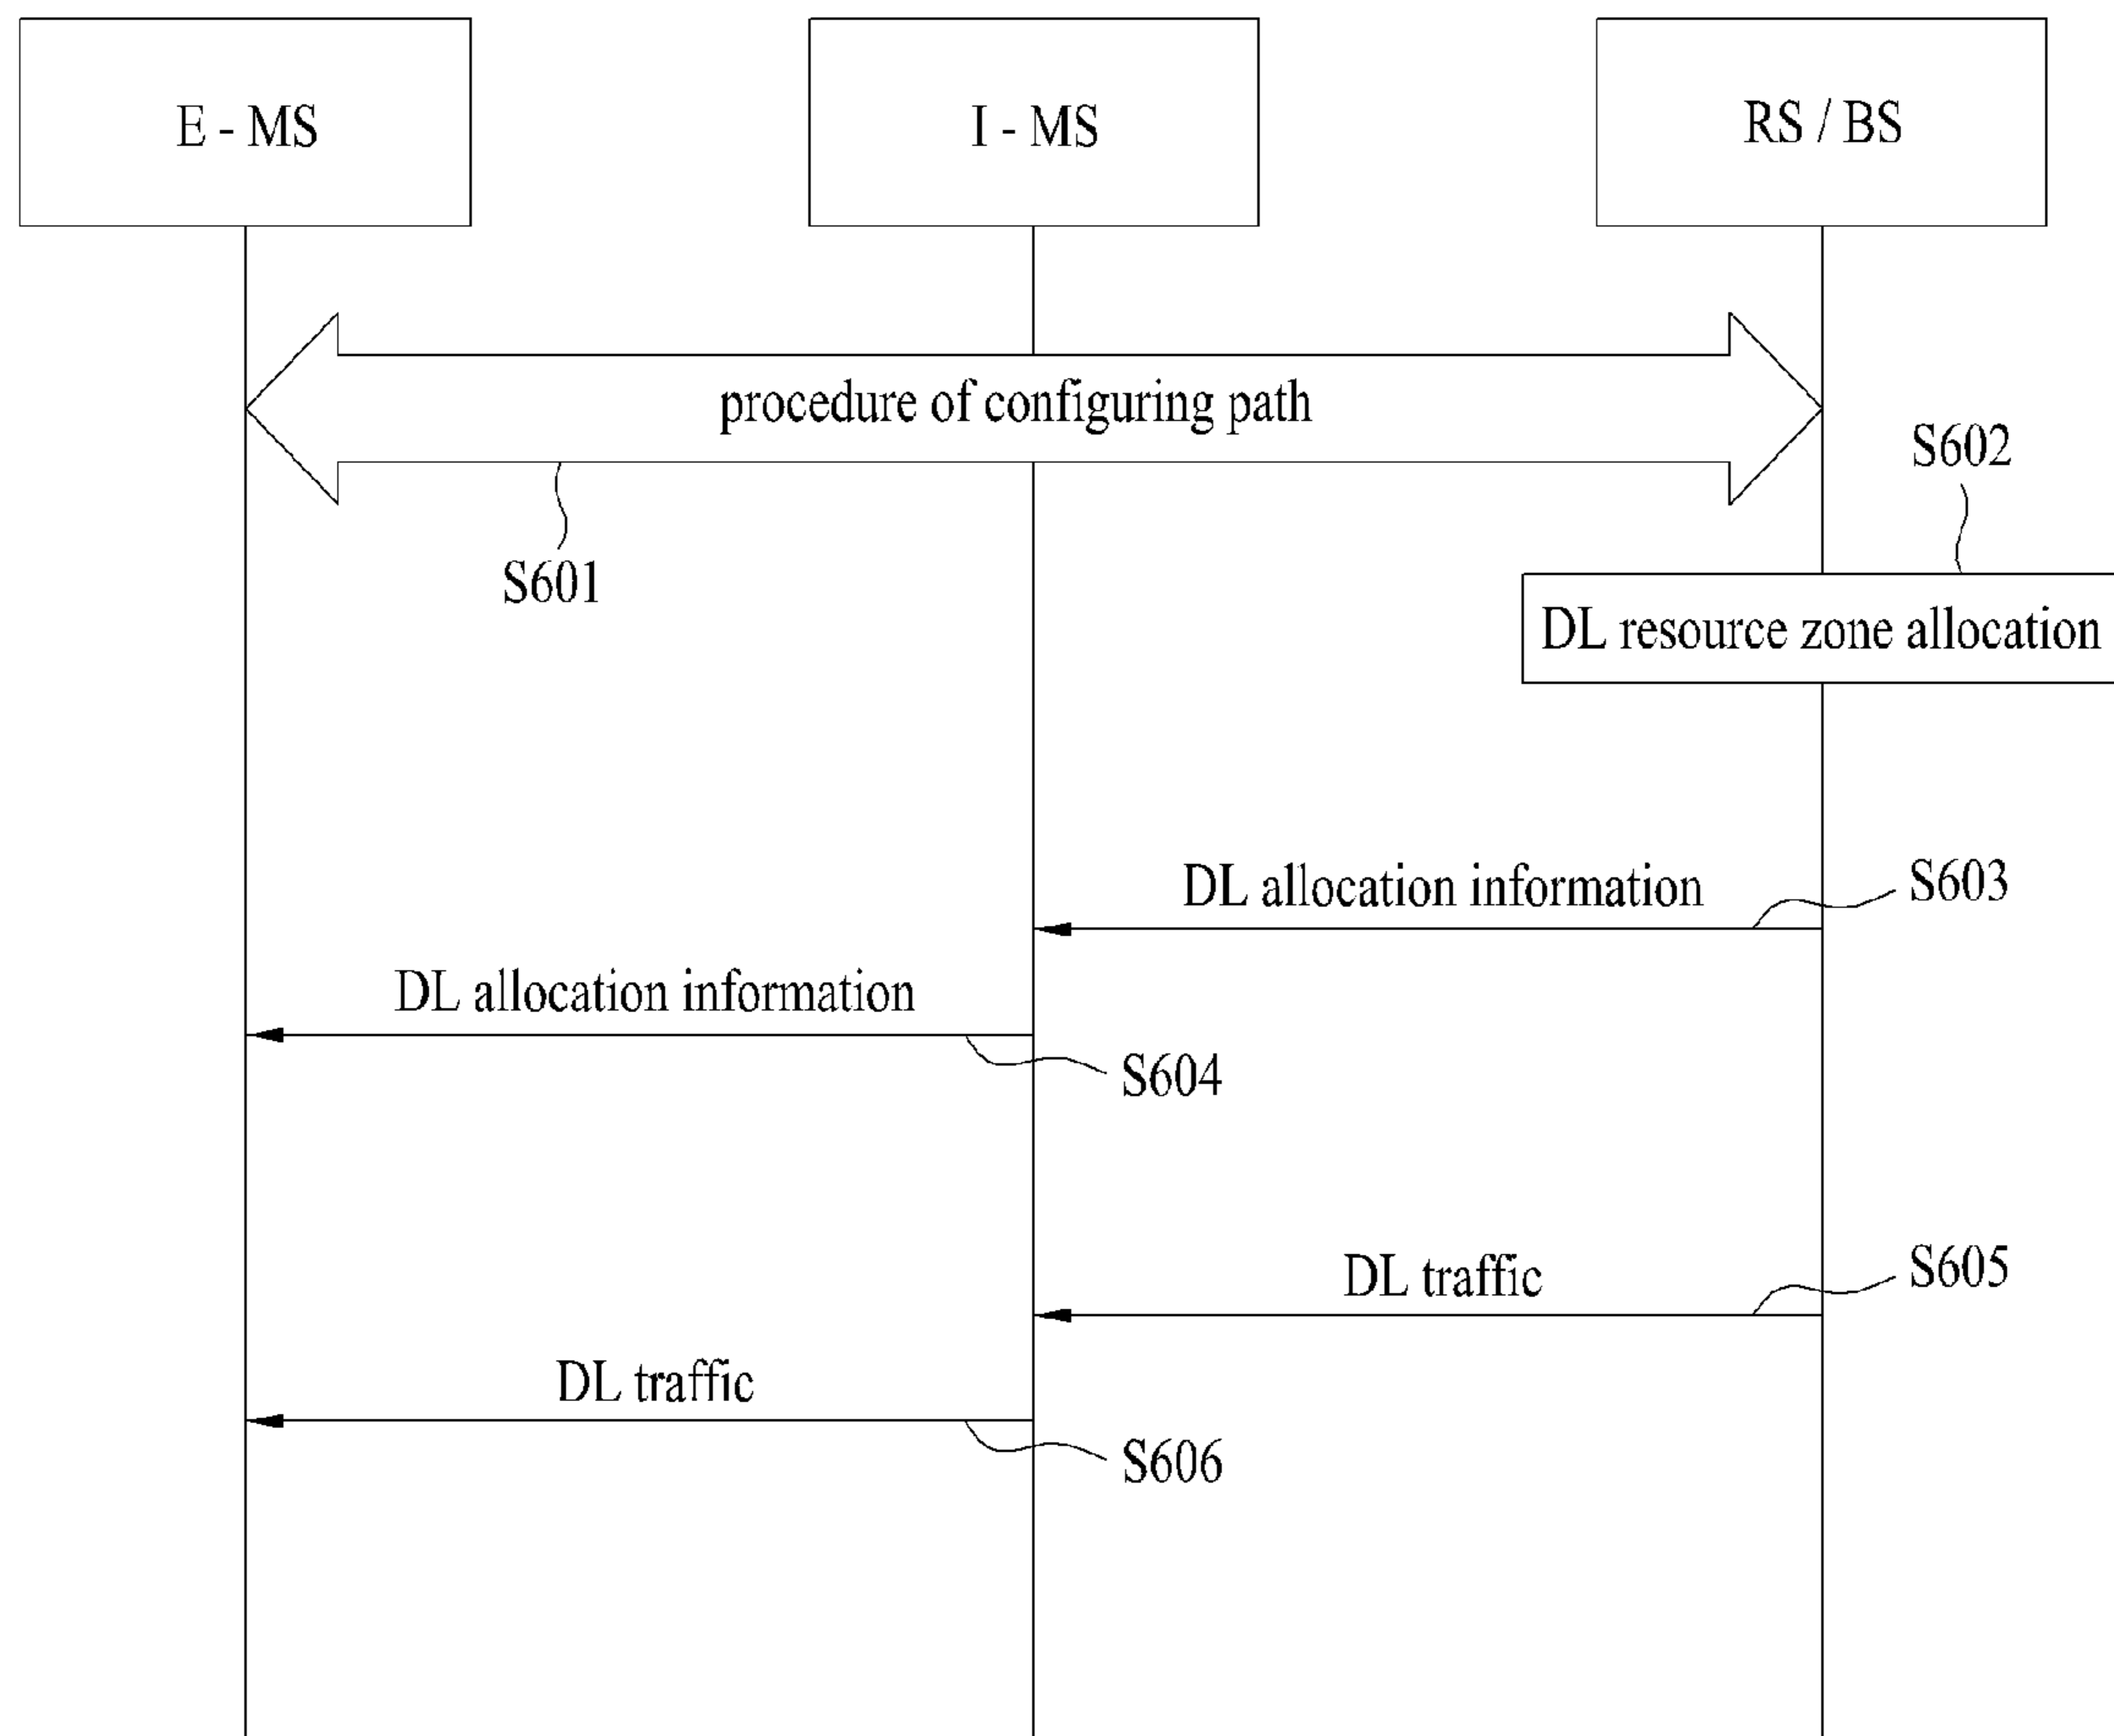 E - MS
I - MS
RS / BS
procedure of configuring path
S601
S602
DL resource zone allocation
DL allocation information
S603
DL allocation information
S604
DL traffic
S605
DL traffic
S606